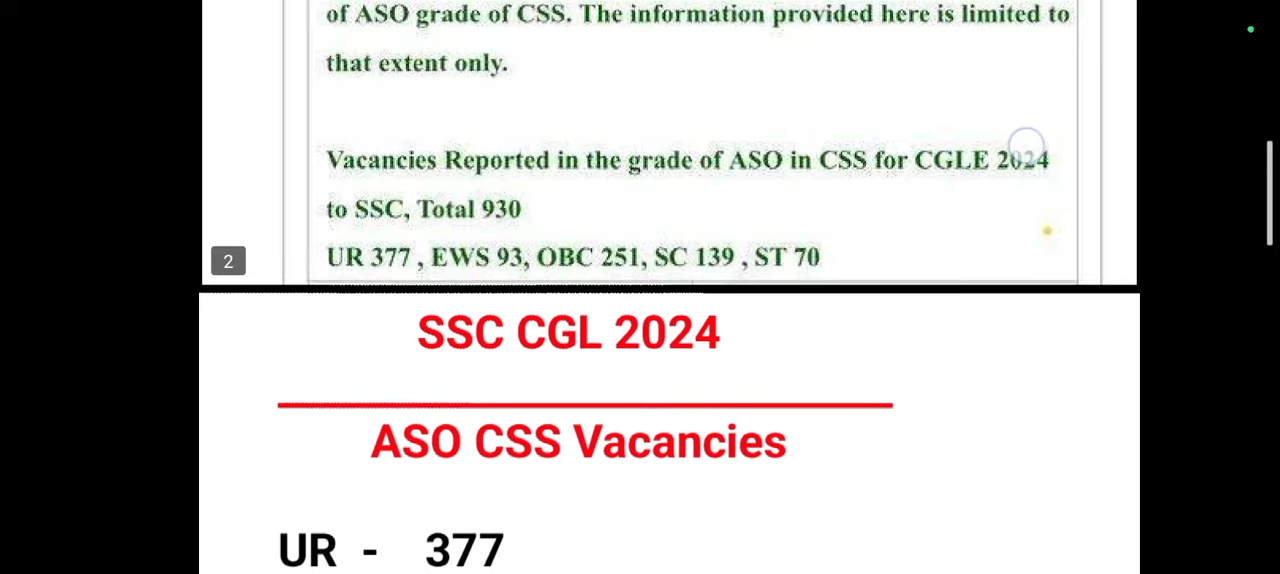 of ASO grade of CSS. The information provided here is limited to
that extent only.
Vacancies Reported in the grade of ASO in CSS for CGLE 2024
to SSC, Total 930
UR 377 , EWS 93, OBC 251, SC 139 , ST 70
2
SSC CGL 2024
ASO CSS Vacancies
UR - 377